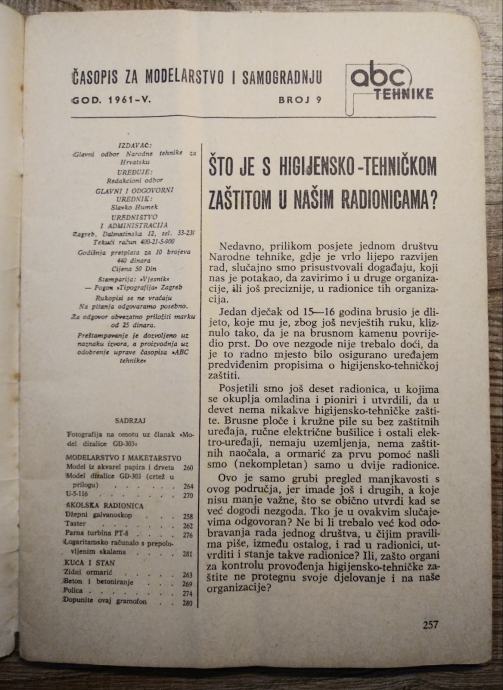 ČASOPIS ZA MODELARSTVO I SAMOGRADNJU
GOD. 1961-V.
BROJ 9
abc
TEHNIKE
IZDAVAČ:
Glavni odbor Narodne tehnike za
Hrvatsku
UREĐUJE:
Redakcioni odbor
GLAVNI I ODGOVORNI
UREDNIK:
Slavko Humek
UREDNIŠTVO
I ADMINISTRACIJA
Zagreb, Dalmatinska 12, tel. 33-231
Tekući račun 400-21-5-900
Godišnja pretplata za 10 brojeva
440 dinara
Cijena 50 Din
Štamparija: »Vjesnik«
— Pogon »Tipografija« Zagreb
Rukopisi se ne vraćaju
Na pitanja odgovaramo posebno.
Za odgovor obvezatno priložiti marku
od 25 dinara.
Preštampavanje je dozvoljeno uz
naznaku izvora, a proizvodnja uz
odobrenje uprave časopisa »ABC
tehnike«
SADRŽAJ
Fotografija na omotu uz članak »Mo-
del dizalice GD-303«
MODELARSTVO I MAKETARSTVO
Model iz akvarel papira i drveta 260
Model dizalice GD-303 (crtež u
prilogu) . . . . . . . 264
U-5-116 . . . . . . . 270
ŠKOLSKA RADIONICA
Džepni galvanoskop . . . . 258
Taster . . . . . . . 262
Parna turbina PT-8 . . . . 276
Logaritamsko računalo s prepolo-
vljenim skalama . . . . . 281
KUĆA I STAN
Zidni ormarić . . . . . 263
Beton i betoniranje . . . . 269
Polica . . . . . . . 274
Dopunite ovaj gramofon . . . 280
ŠTO JE S HIGIJENSKO-TEHNIČKOM
ZAŠTITOM U NAŠIM RADIONICAMA?
Nedavno, prilikom posjete jednom društvu
Narodne tehnike, gdje je vrlo lijepo razvijen
rad, slučajno smo prisustvovali događaju, koji
nas je potakao, da zavirimo i u druge organiza-
cije, ili još preciznije, u radionice tih organiza-
cija.
Jedan dječak od 15—16 godina brusio je dli-
jeto, koje mu je, zbog još nevještih ruku, kliz-
nulo tako, da je na brusnom kamenu povrije-
dio prst. Do ove nezgode nije trebalo doći, da
je to radno mjesto bilo osigurano uređajem
predviđenim propisima o higijensko-tehničkoj
zaštiti.
Posjetili smo još deset radionica, u kojima
se okuplja omladina i pioniri i utvrdili, da u
devet nema nikakve higijensko-tehničke zašti-
te. Brusne ploče i kružne pile su bez zaštitnih
uređaja, ručne električne bušilice i ostali elek-
tro-uređaji, nemaju uzemljenja, nema zaštit-
nih naočala, a ormarić za prvu pomoć našli
smo (nekompletan) samo u dvije radionice.
Ovo je samo grubi pregled manjkavosti s
ovog područja, jer imade još i drugih, a koje
nisu manje važne, što se obično utvrdi kad se
već dogodi nezgoda. Tko je u ovakvim sluča-
jevima odgovoran? Ne bi li trebalo već kod odo-
bravanja rada jednog društva, u čijim pravili-
ma piše, između ostalog, i rad u radionici, ut-
vrditi i stanje takve radionice? Ili, zašto organi
za kontrolu provođenja higijensko-tehničke za-
štite ne protegnu svoje djelovanje i na naše
organizacije?
257